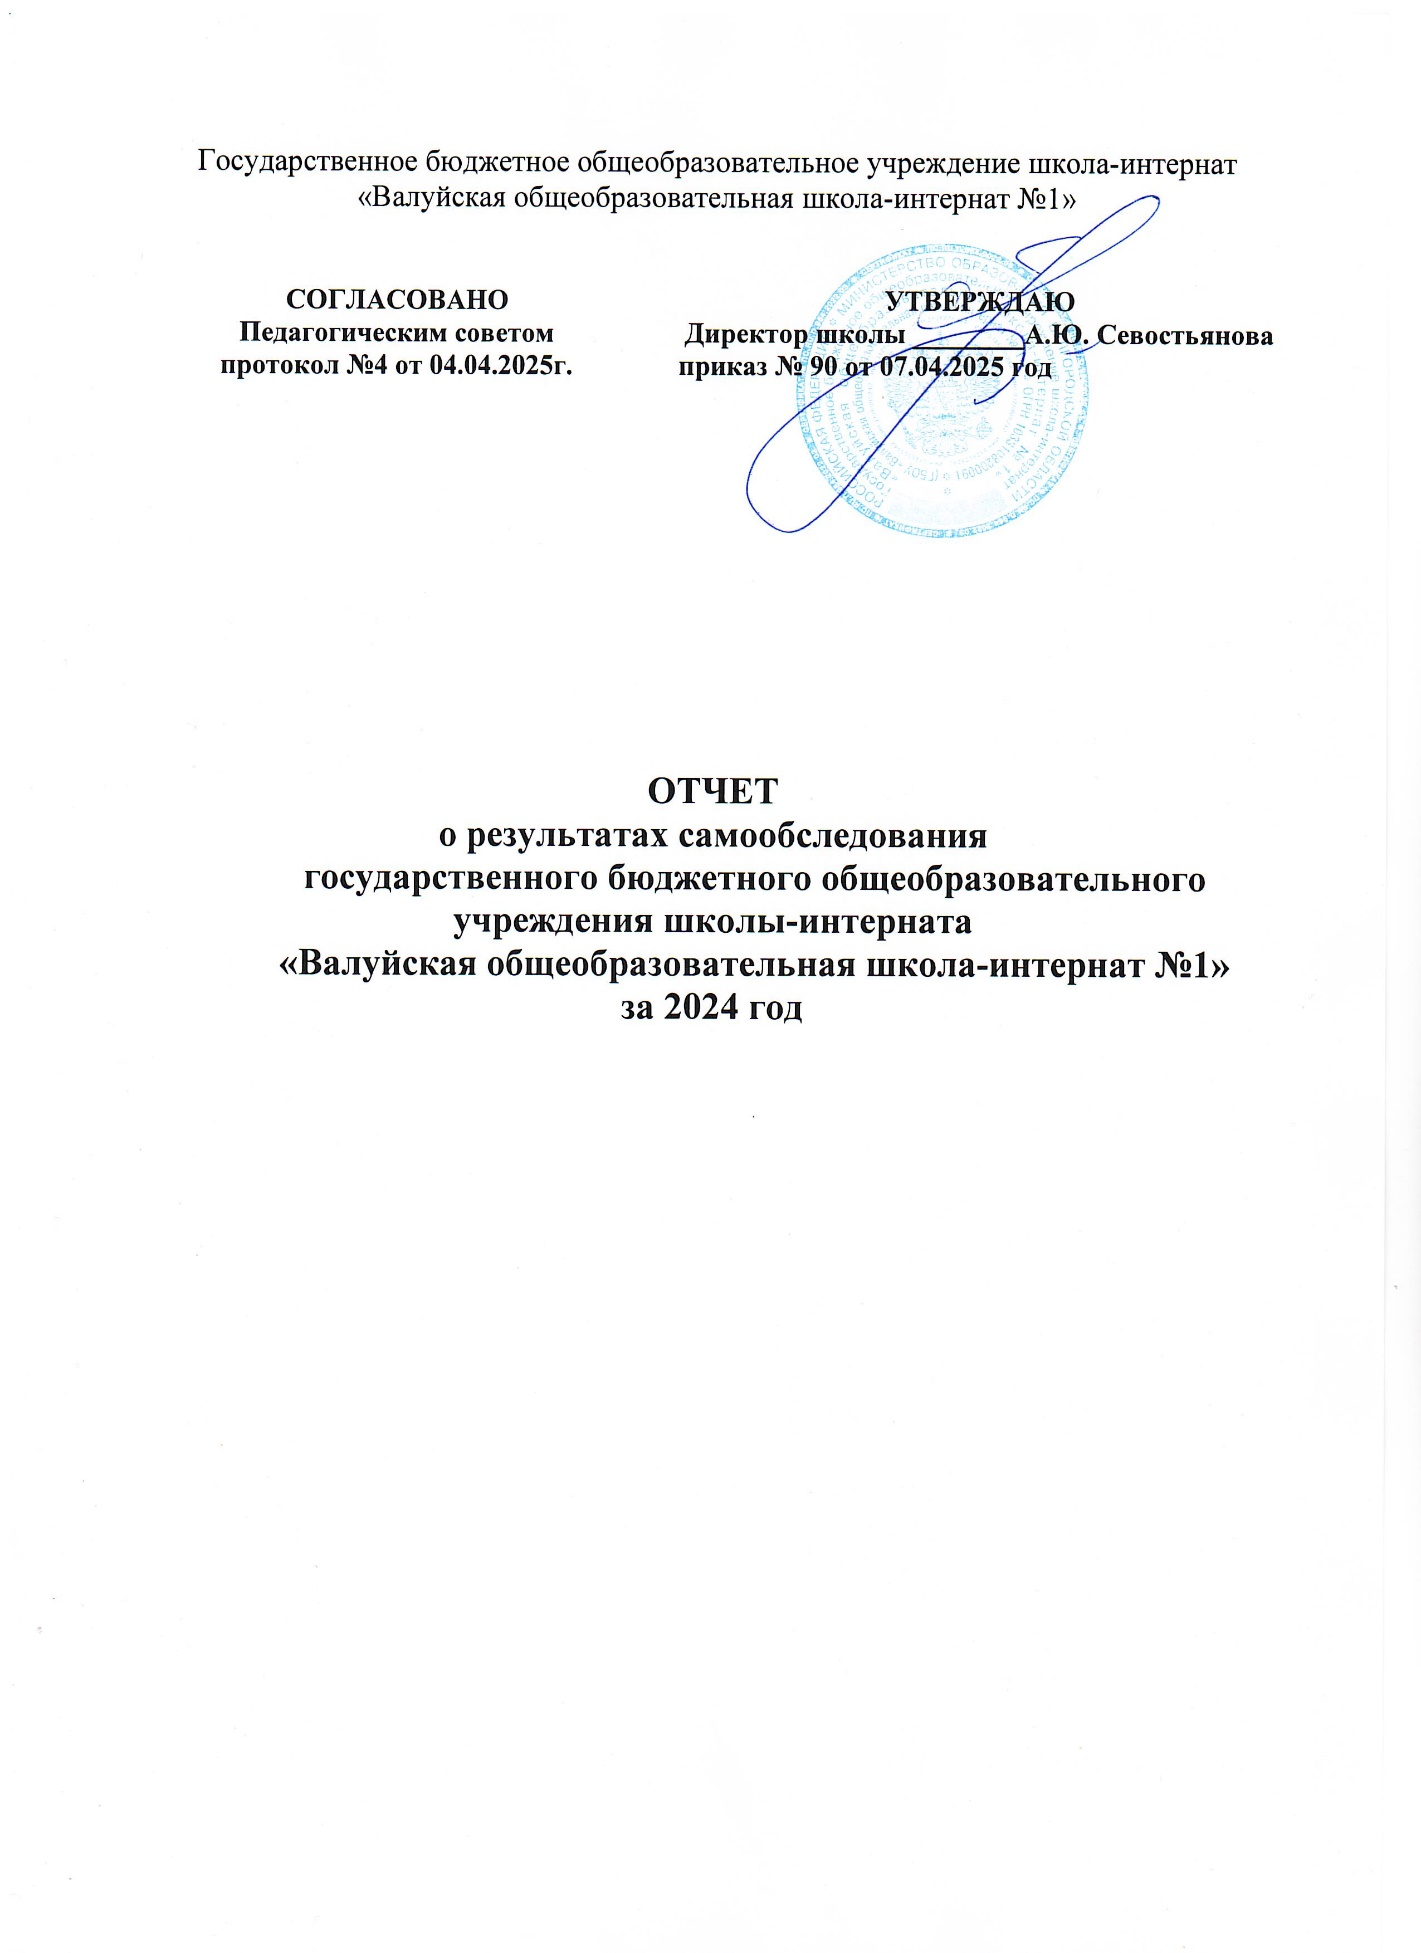 Государственное бюджетное общеобразовательное учреждение школа-интернат
«Валуйская общеобразовательная школа-интернат №1»
СОГЛАСОВАНО
Педагогическим советом
протокол №4 от 04.04.2025г.
УТВЕРЖДАЮ
Директор школы ________А.Ю. Севостьянова
приказ № 90 от 07.04.2025 год
ОТЧЕТ
о результатах самообследования
государственного бюджетного общеобразовательного
учреждения школы-интерната
«Валуйская общеобразовательная школа-интернат №1»
за 2024 год